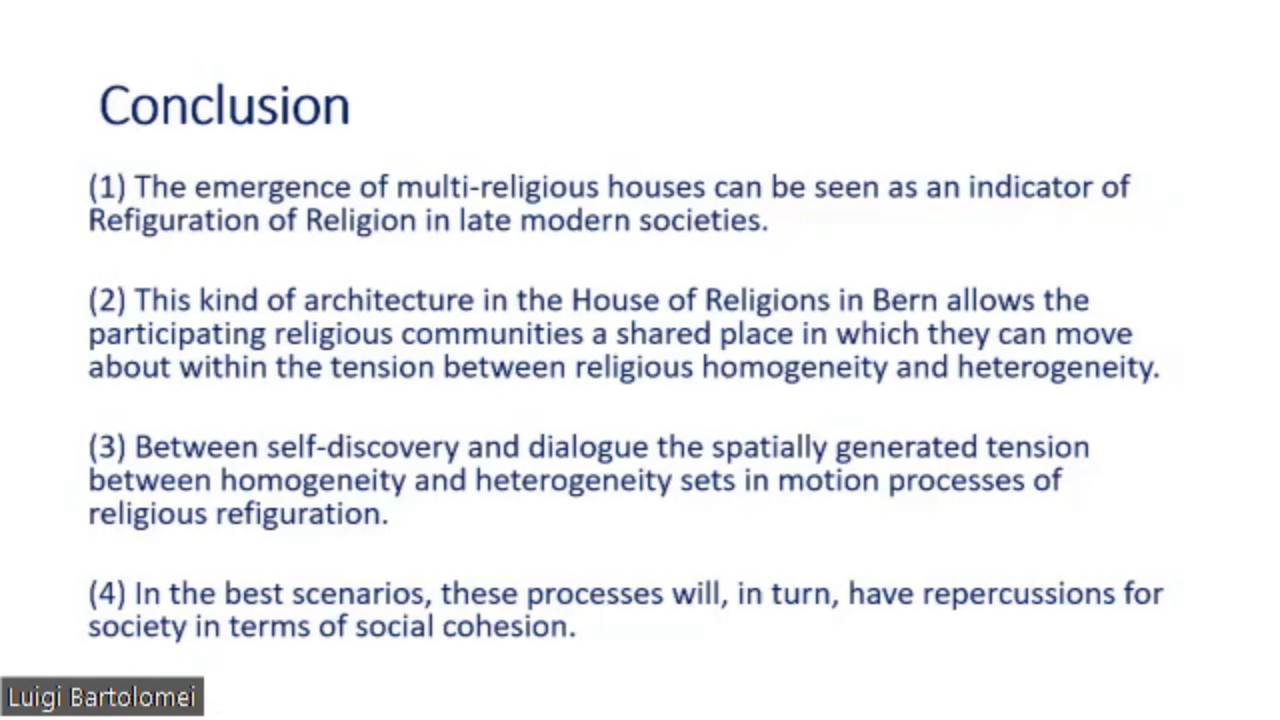 Conclusion
(1) The emergence of multi-religious houses can be seen as an indicator of
Refiguration of Religion in late modern societies.
(2) This kind of architecture in the House of Religions in Bern allows the
participating religious communities a shared place in which they can move
about within the tension between religious homogeneity and heterogeneity.
(3) Between self-discovery and dialogue the spatially generated tension
between homogeneity and heterogeneity sets in motion processes of
religious refiguration.
(4) In the best scenarios, these processes will, in turn, have repercussions for
society in terms of social cohesion.
Luigi Bartolomei